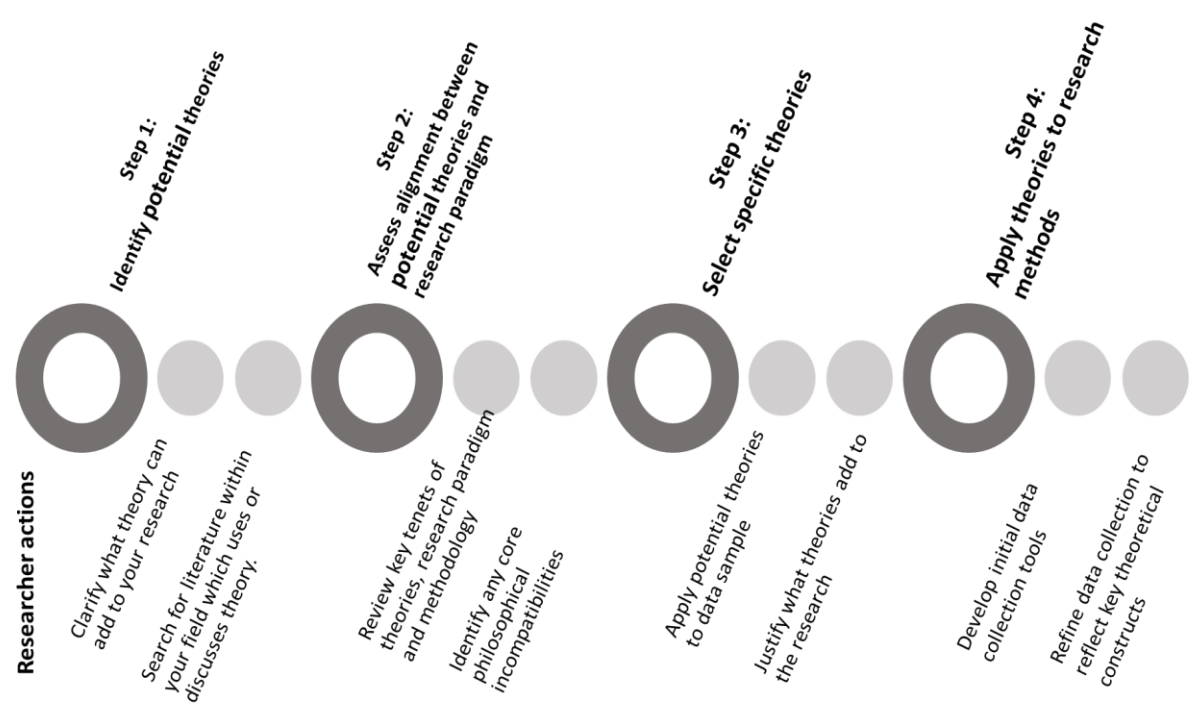 Step 1:
Identify potential theories
Step 2:
Assess alignment between
potential theories and
research paradigm
Step 3:
Select specific theories
Step 4:
Apply theories to research
methods
Researcher actions
Clarify what theory can
add to your research
Search for literature within
your field which uses or
discusses theory.
Review key tenets of
theories, research paradigm
and methodology
Identify any core
philosophical
incompatibilities
Apply potential theories
to data sample
Justify what theories add to
the research
Develop initial data
collection tools
Refine data collection to
reflect key theoretical
constructs